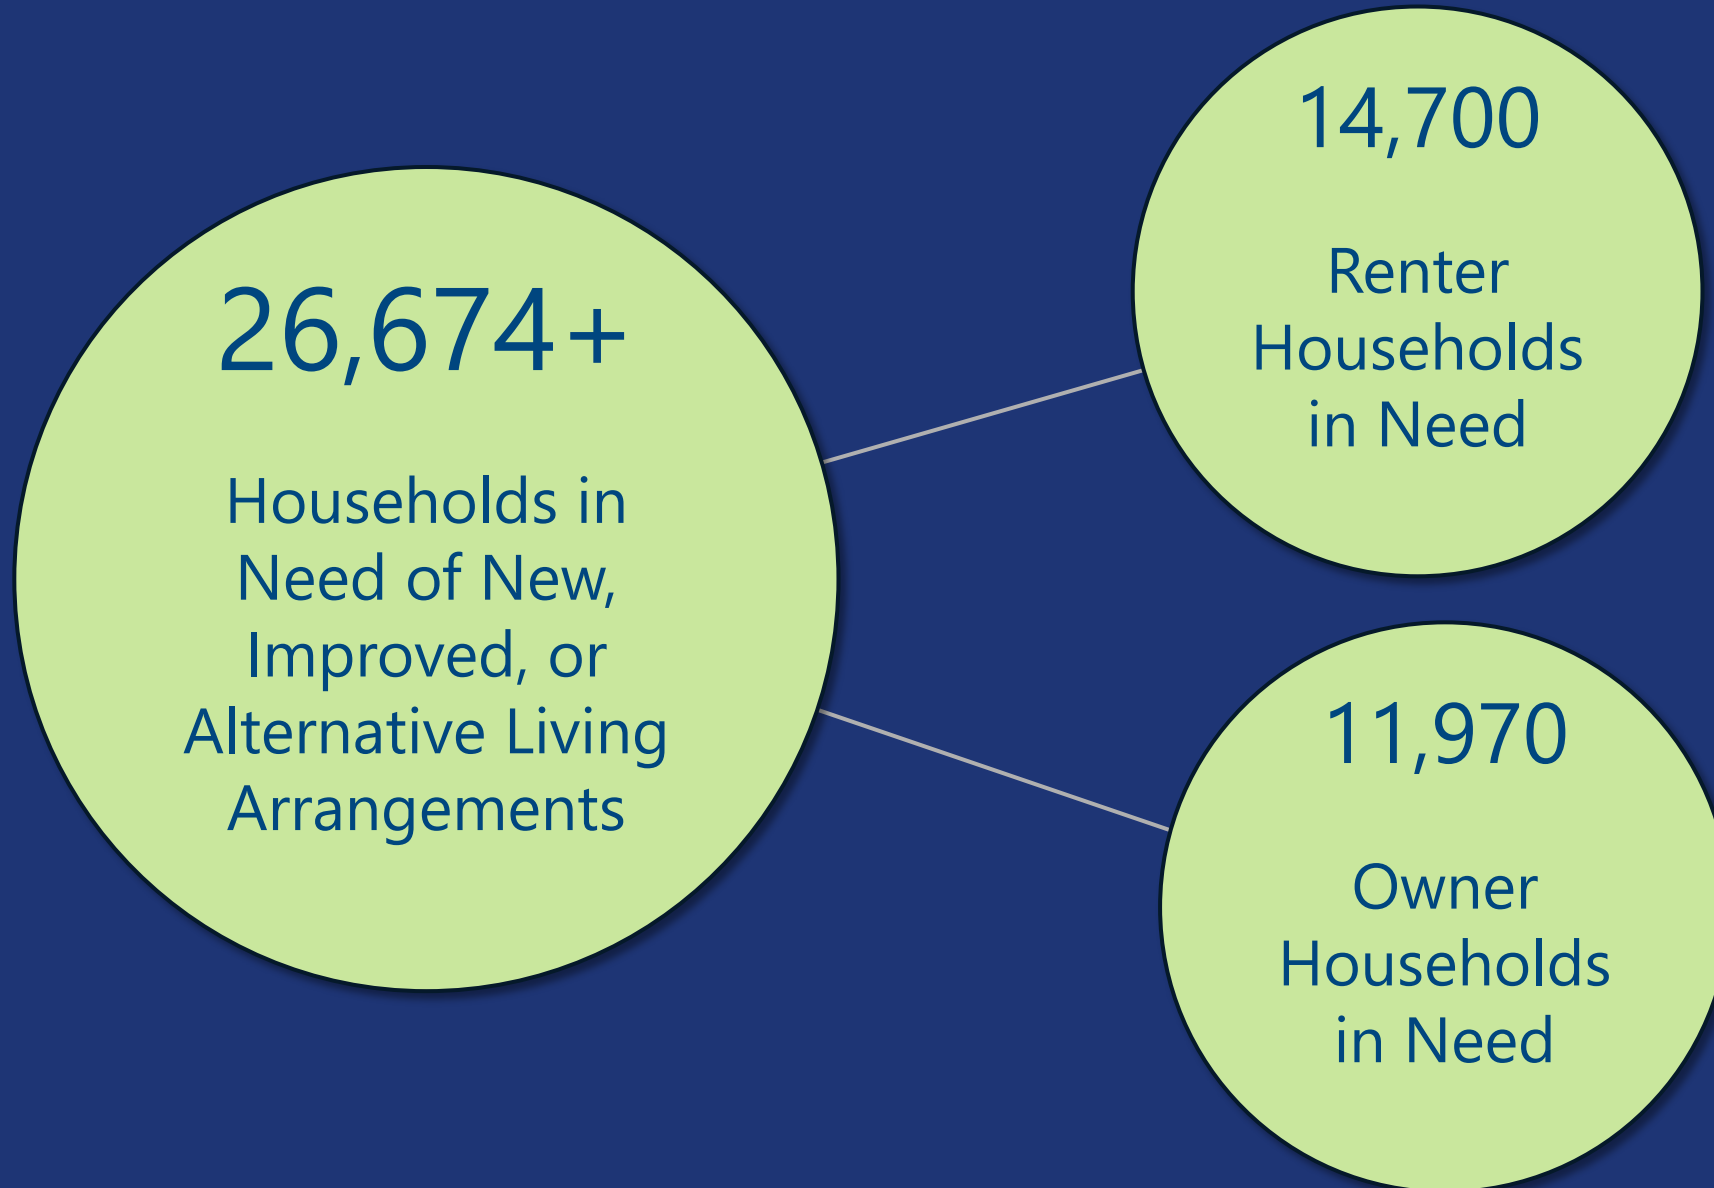 26,674+
Households in
Need of New,
Improved, or
Alternative Living
Arrangements
14,700
Renter
Households
in Need
11,970
Owner
Households
in Need